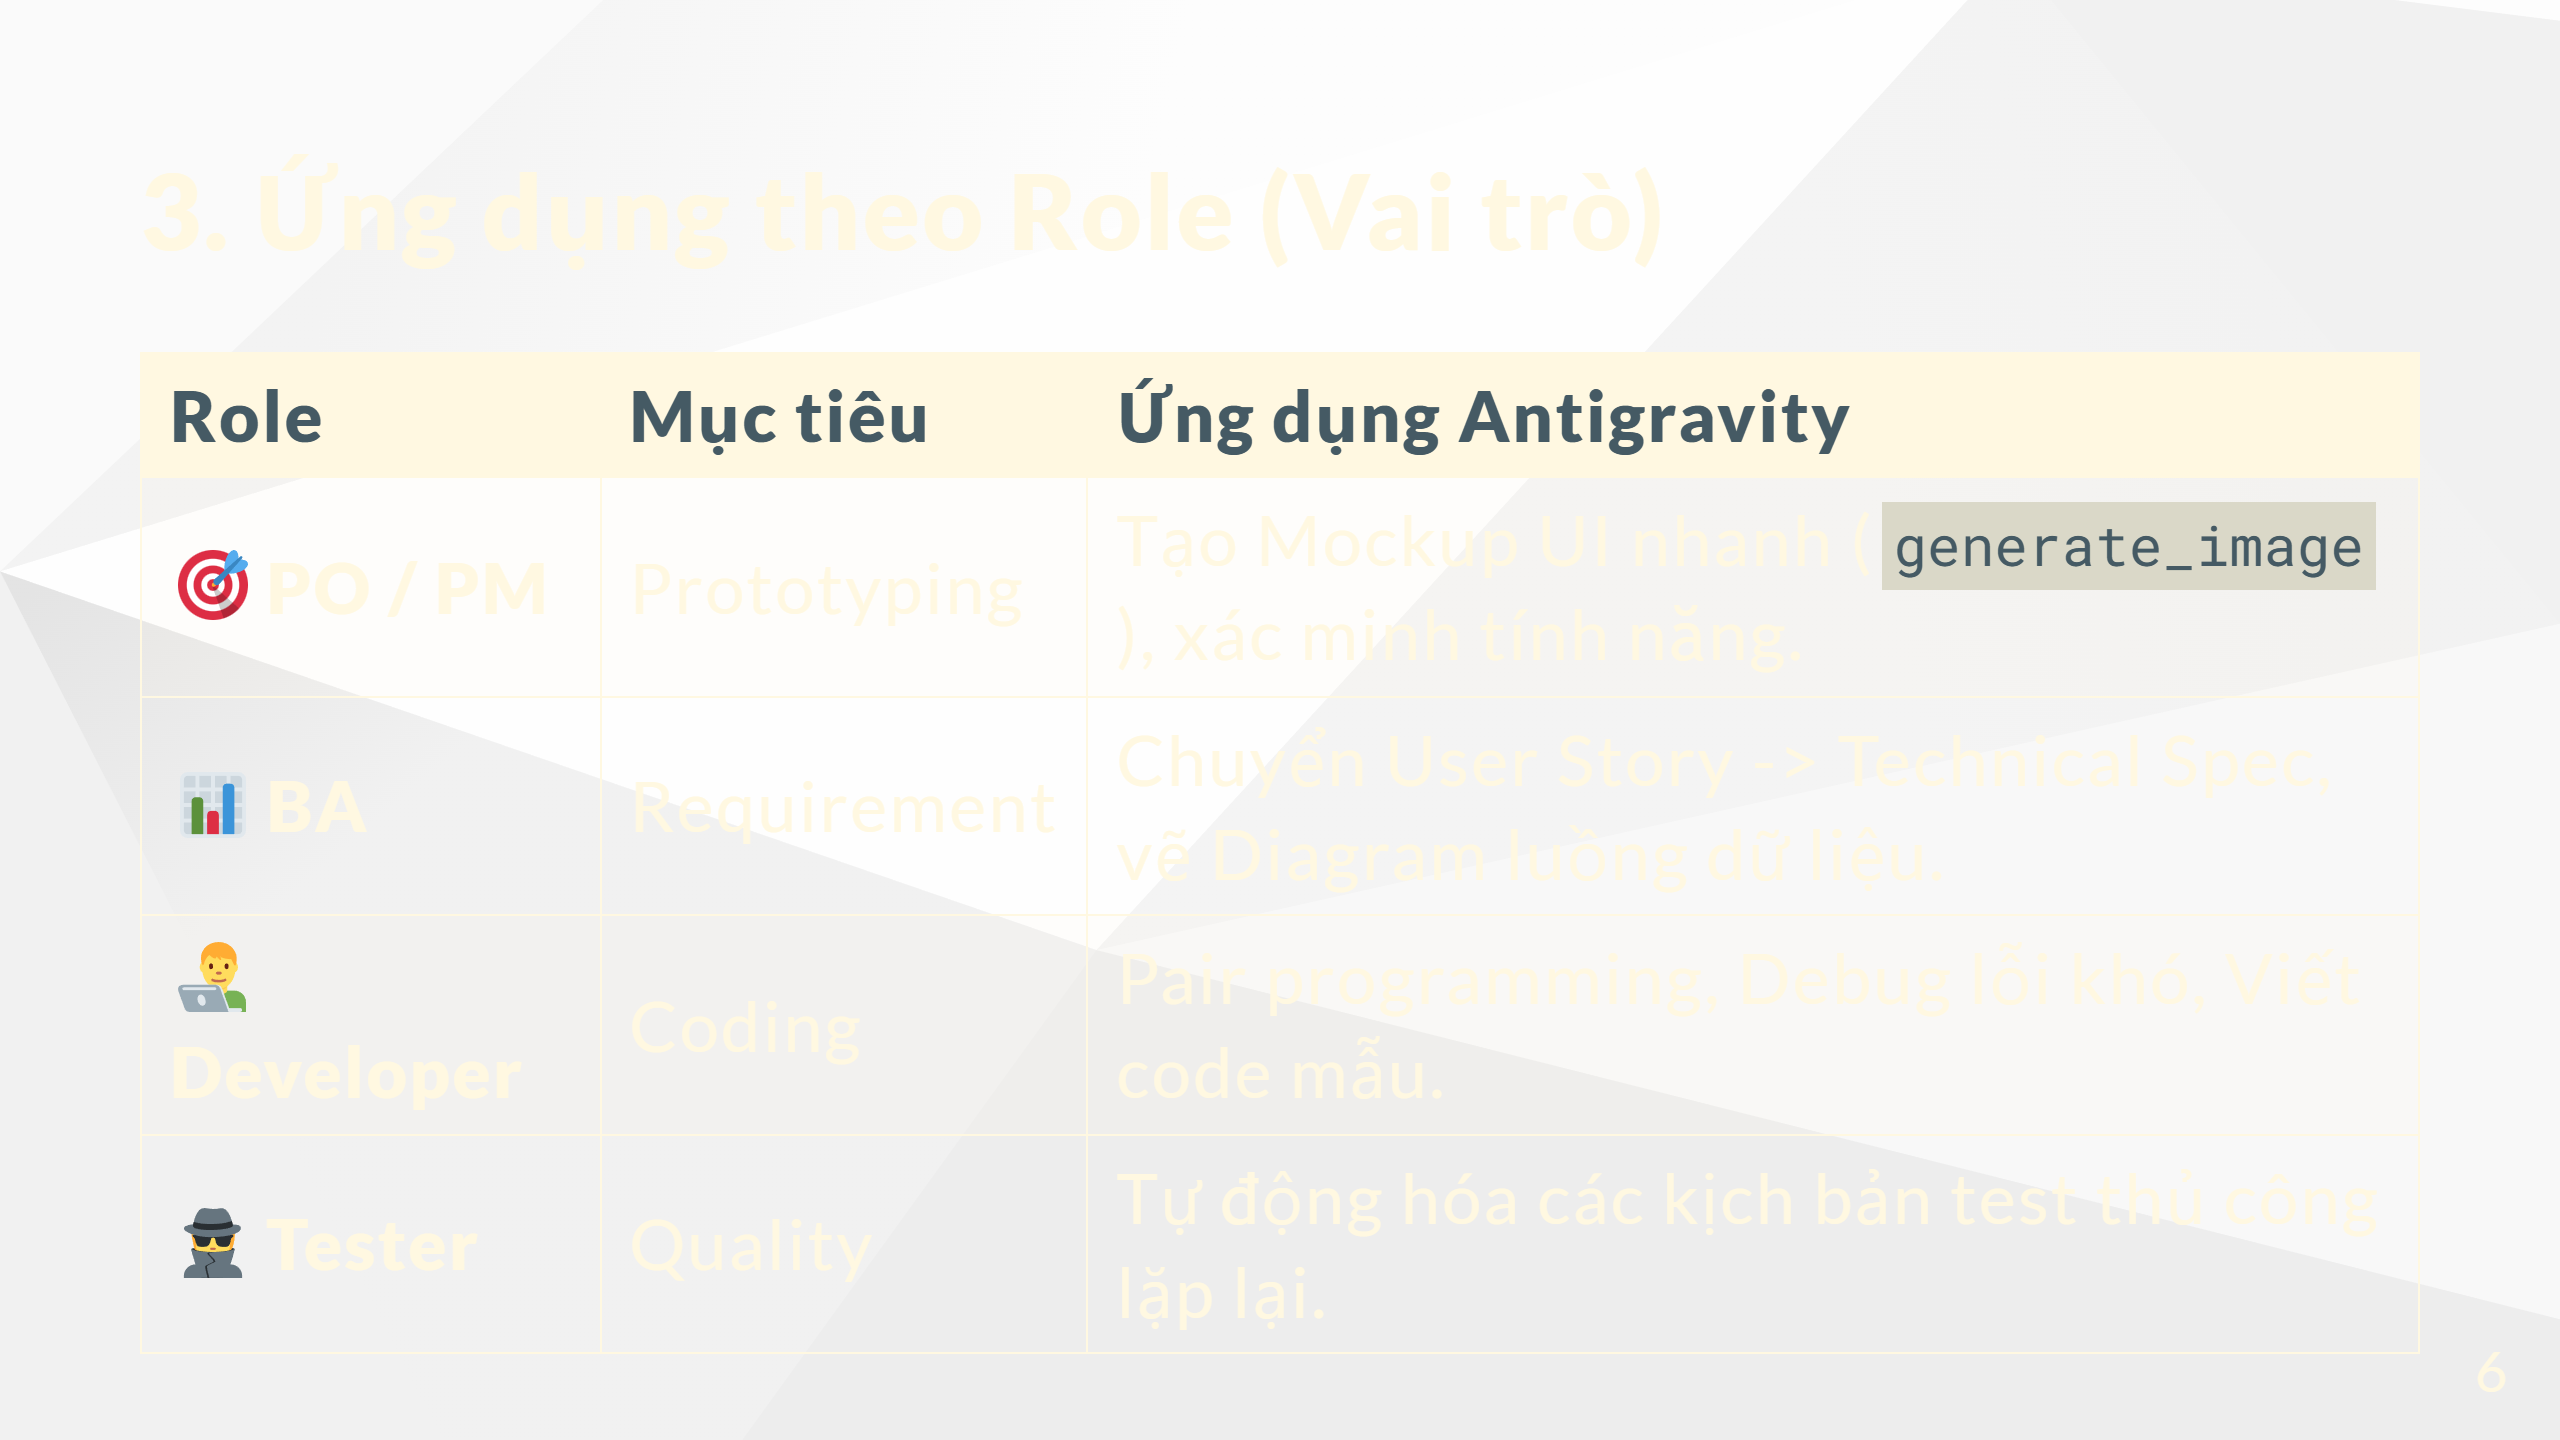 3. Ứng dụng theo Role (Vai trò)
Role Mục tiêu Ứng dụng Antigravity
PO / PM Prototyping Tạo Mockup UI nhanh ( generate_image
), xác minh tính năng.
BA Requirement Chuyển User Story -> Technical Spec,
vẽ Diagram luồng dữ liệu.
Developer Coding Pair programming, Debug lỗi khó, Viết
code mẫu.
Tester Quality Tự động hóa các kịch bản test thủ công
lặp lại.
6